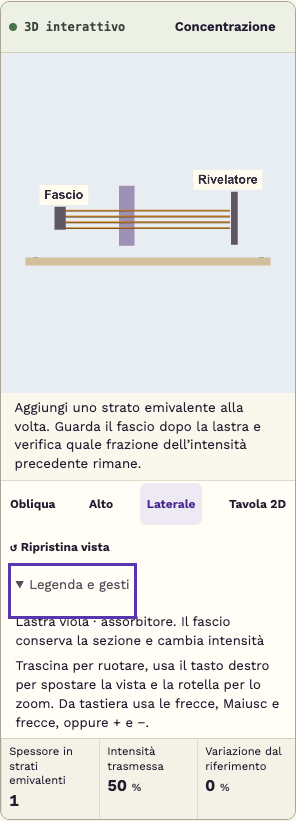 3D interattivo
Concentrazione
Fascio
Rivelatore
Aggiungi uno strato emivalente alla
volta. Guarda il fascio dopo la lastra e
verifica quale frazione dell’intensità
precedente rimane.
Obliqua
Alto
Laterale
Tavola 2D
↺ Ripristina vista
▼ Legenda e gesti
Lastra viola · assorbitore. Il fascio
conserva la sezione e cambia intensità
Trascina per ruotare, usa il tasto destro
per spostare la vista e la rotella per lo
zoom. Da tastiera usa le frecce, Maiusc e
frecce, oppure + e −.
Spessore in
strati
emivalenti
1
Intensità
trasmessa
50 %
Variazione dal
riferimento
0 %